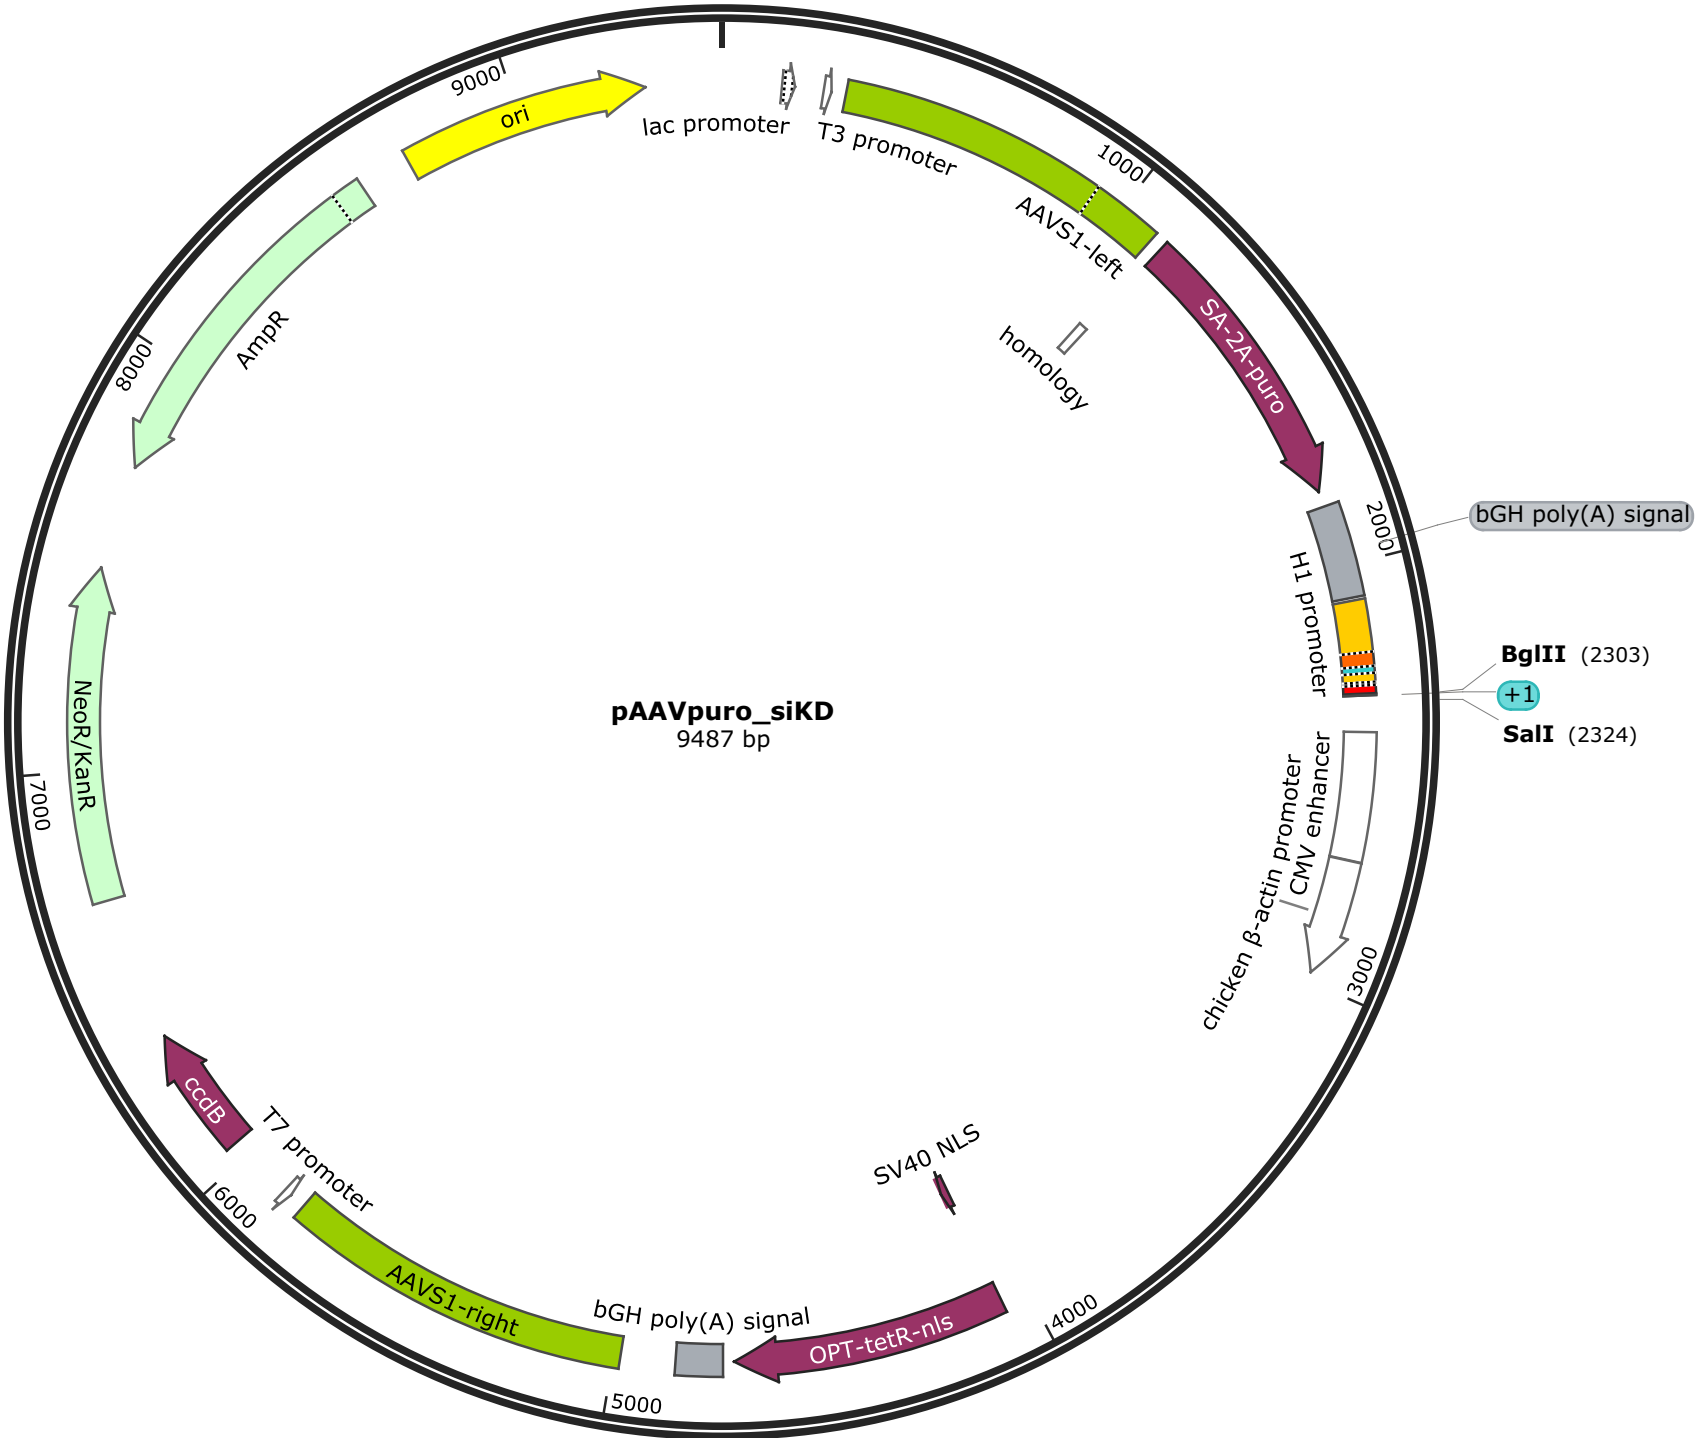 9000
ori
lac promoter
T3 promoter
1000
AAVS1-left
SA-2A-puro
homology
AmpR
8000
2000
bGH poly(A) signal
H1 promoter
BglII (2303)
+1
SalI (2324)
pAAVpuro_siKD
9487 bp
NeoR/KanR
7000
CMV enhancer
chicken β-actin promoter
3000
ccdB
T7 promoter
6000
SV40 NLS
AAVS1-right
bGH poly(A) signal
OPT-tetR-nls
4000
5000